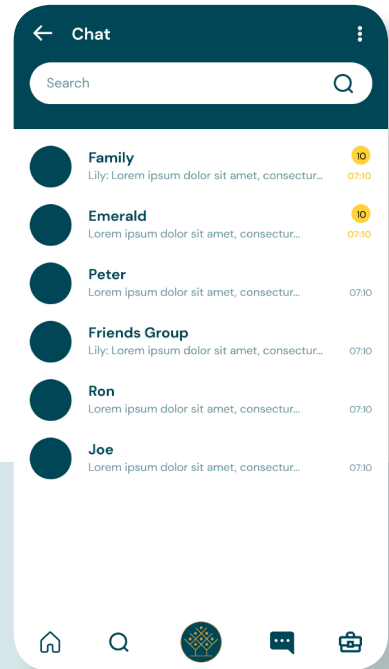 Chat
Search
Family
10
Lily: Lorem ipsum dolor sit amet, consectur...
07:10
Emerald
10
Lorem ipsum dolor sit amet, consectur...
07:10
Peter
Lorem ipsum dolor sit amet, consectur...
07:10
Friends Group
Lily: Lorem ipsum dolor sit amet, consectur...
07:10
Ron
Lorem ipsum dolor sit amet, consectur...
07:10
Joe
Lorem ipsum dolor sit amet, consectur...
07:10